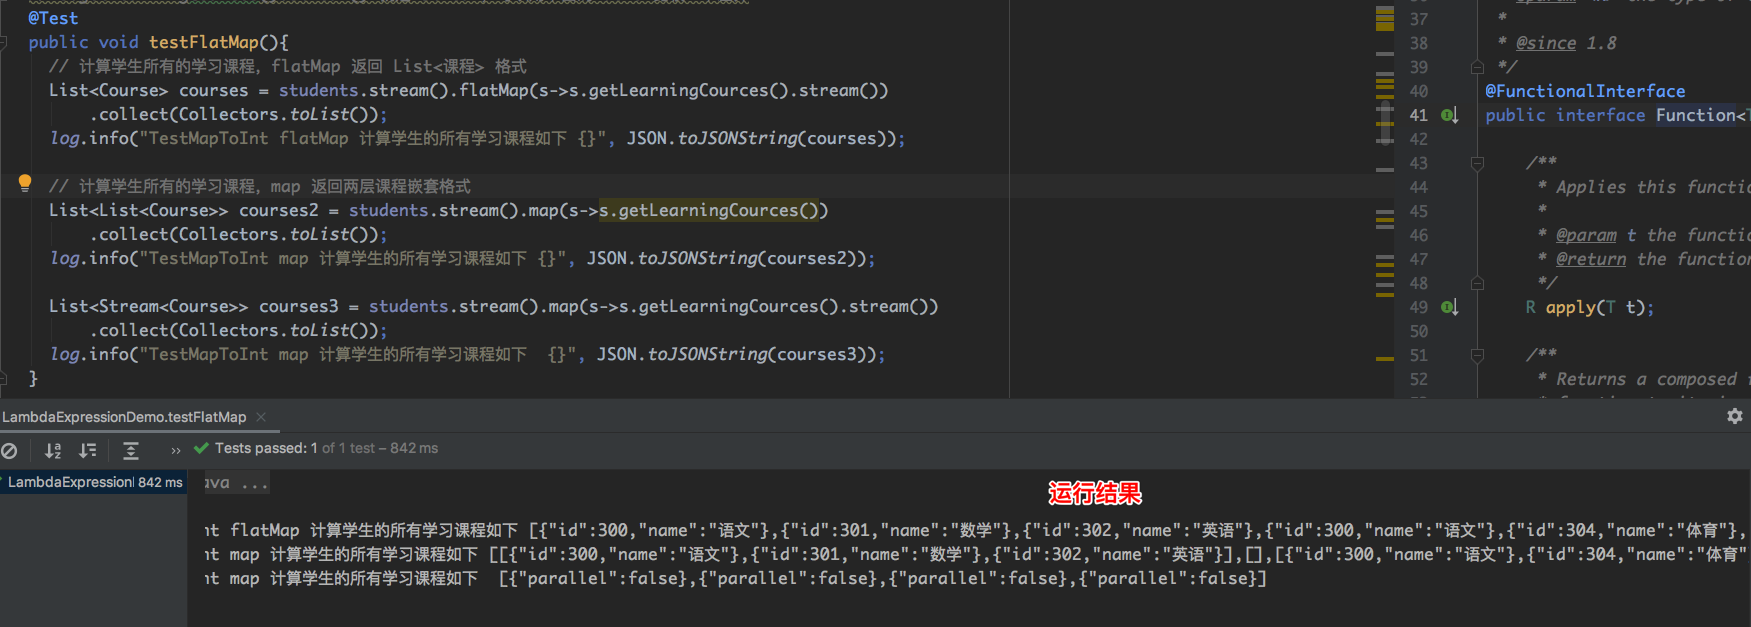 @Test
public void testFlatMap(){
// 计算学生所有的学习课程，flatMap 返回 List<课程> 格式
List<Course> courses = students.stream().flatMap(s->s.getLearningCources().stream())
.collect(Collectors.toList());
log.info("TestMapToInt flatMap 计算学生的所有学习课程如下 {}", JSON.toJSONString(courses));
// 计算学生所有的学习课程，map 返回两层课程嵌套格式
List<List<Course>> courses2 = students.stream().map(s->s.getLearningCources())
.collect(Collectors.toList());
log.info("TestMapToInt map 计算学生的所有学习课程如下 {}", JSON.toJSONString(courses2));
List<Stream<Course>> courses3 = students.stream().map(s->s.getLearningCources().stream())
.collect(Collectors.toList());
log.info("TestMapToInt map 计算学生的所有学习课程如下  {}", JSON.toJSONString(courses3));
}
37 *
38 * @since 1.8
39 */
40 @FunctionalInterface
41 public interface Function<T
42
43 /**
44 * Applies this functio
45 *
46 * @param t the functio
47 * @return the function
48 */
49 R apply(T t);
50
51 /**
52 * Returns a composed f
LambdaExpressionDemo.testFlatMap ×
Tests passed: 1 of 1 test – 842 ms
LambdaExpressionI 842 ms
ava ...
运行结果
nt flatMap 计算学生的所有学习课程如下 [{"id":300,"name":"语文"},{"id":301,"name":"数学"},{"id":302,"name":"英语"},{"id":300,"name":"语文"},{"id":304,"name":"体育"},
nt map 计算学生的所有学习课程如下 [[{"id":300,"name":"语文"},{"id":301,"name":"数学"},{"id":302,"name":"英语"}],[],[{"id":300,"name":"语文"},{"id":304,"name":"体育"
nt map 计算学生的所有学习课程如下  [{"parallel":false},{"parallel":false},{"parallel":false},{"parallel":false}]